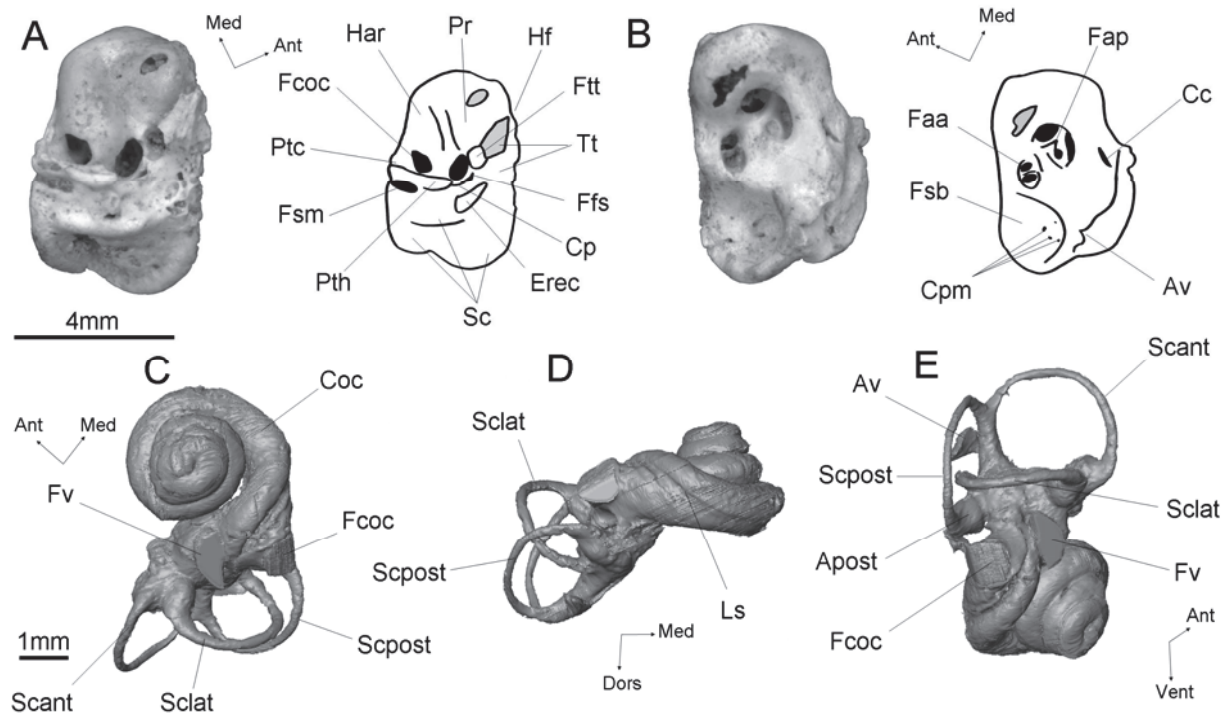 A
Med
Ant
Har
Pr
Hf
Fcoc
Ftt
Ptc
Tt
Fsm
Ffs
Cp
Pth
Erec
Sc
4mm
B
Med
Ant
Fap
Faa
Cc
Fsb
Cpm
Av
C
Coc
Ant
Med
Fv
Fcoc
Scpost
1mm
Scant
Sclat
D
Sclat
Scpost
Ls
Med
Dors
E
Scant
Av
Scpost
Sclat
Apost
Fv
Fcoc
Ant
Vent